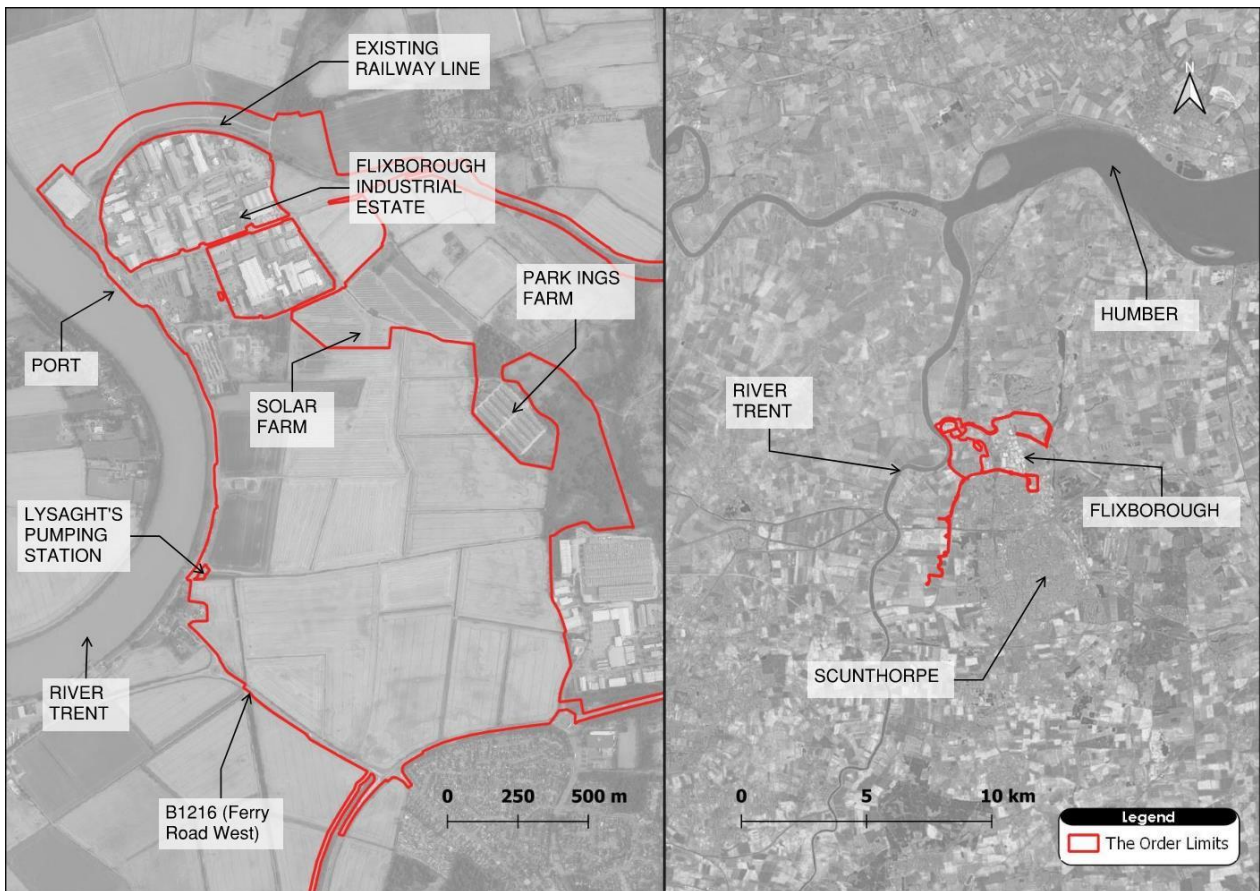 EXISTING
RAILWAY LINE
FLIXBOROUGH
INDUSTRIAL
ESTATE
PARK INGS
FARM
PORT
SOLAR
FARM
LYSAGHT'S
PUMPING
STATION
RIVER
TRENT
B1216 (Ferry
Road West)
0 250 500 m
N
HUMBER
RIVER
TRENT
FLIXBOROUGH
SCUNTHORPE
0 5 10 km
Legend
The Order Limits